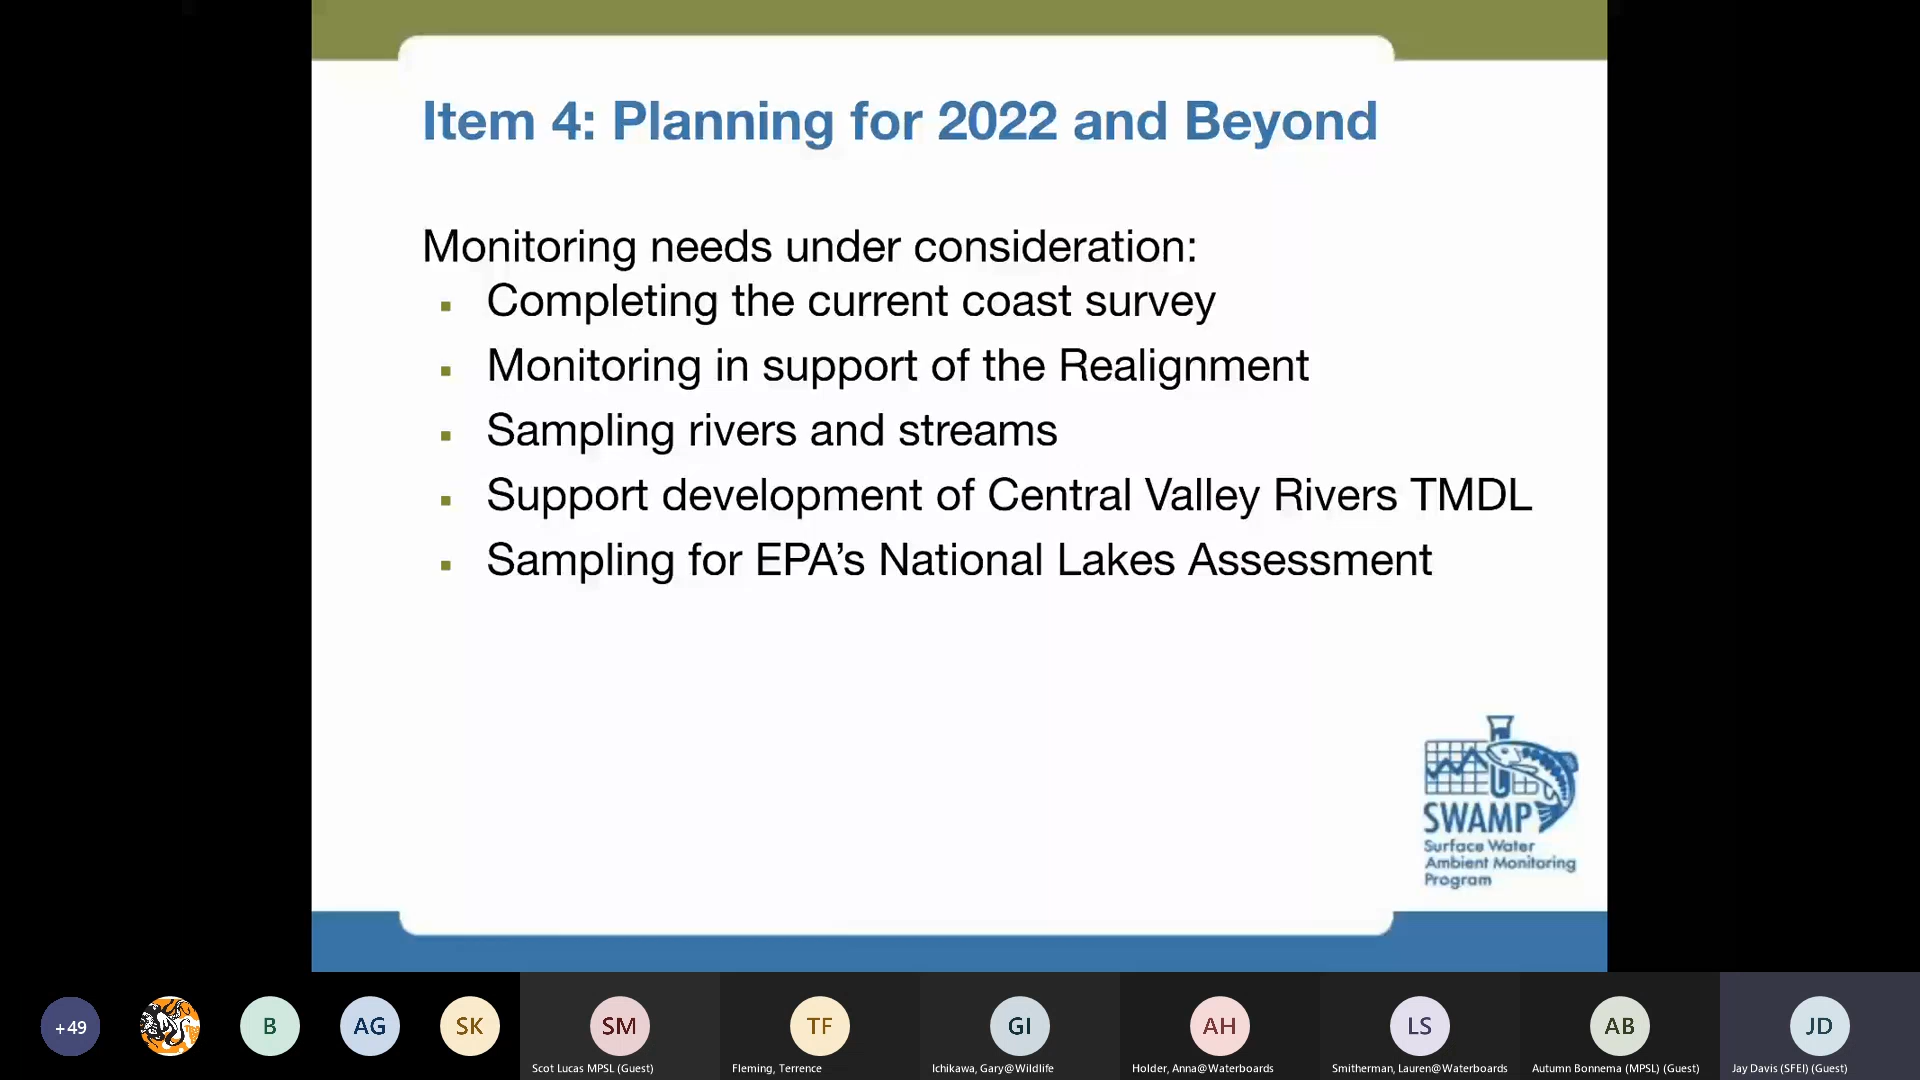 Item 4: Planning for 2022 and Beyond
Monitoring needs under consideration:
Completing the current coast survey
Monitoring in support of the Realignment
Sampling rivers and streams
Support development of Central Valley Rivers TMDL
Sampling for EPA’s National Lakes Assessment
SWAMP
Surface Water
Ambient Monitoring
Program
+49
B
AG
SK
SM
TF
GI
AH
LS
AB
JD
Scot Lucas MPSL (Guest)
Fleming, Terrence
Ichikawa, Gary@Wildlife
Holder, Anna@Waterboards
Smitherman, Lauren@Waterboards
Autumn Bonnema (MPSL) (Guest)
Jay Davis (SFEI) (Guest)